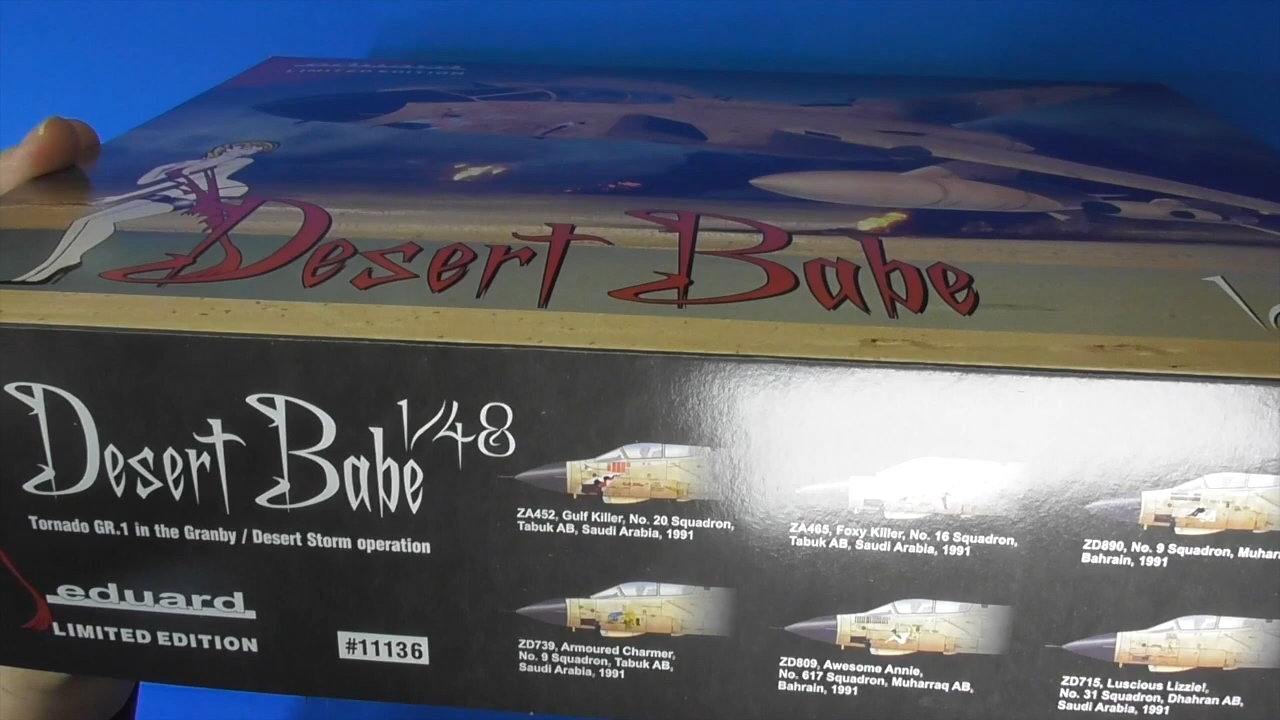 eduard
LIMITED EDITION
Desert Babe
Desert Babe 1/48
Tornado GR.1 in the Granby / Desert Storm operation
eduard
LIMITED EDITION
#11136
ZA452, Gulf Killer, No. 20 Squadron,
Tabuk AB, Saudi Arabia, 1991
ZA465, Foxy Killer, No. 16 Squadron,
Tabuk AB, Saudi Arabia, 1991
ZD890, No. 9 Squadron, Muhar
Bahrain, 1991
ZD739, Armoured Charmer,
No. 9 Squadron, Tabuk AB,
Saudi Arabia, 1991
ZD809, Awesome Annie,
No. 617 Squadron, Muharraq AB,
Bahrain, 1991
ZD715, Luscious Lizzie!,
No. 31 Squadron, Dhahran AB,
Saudi Arabia, 1991